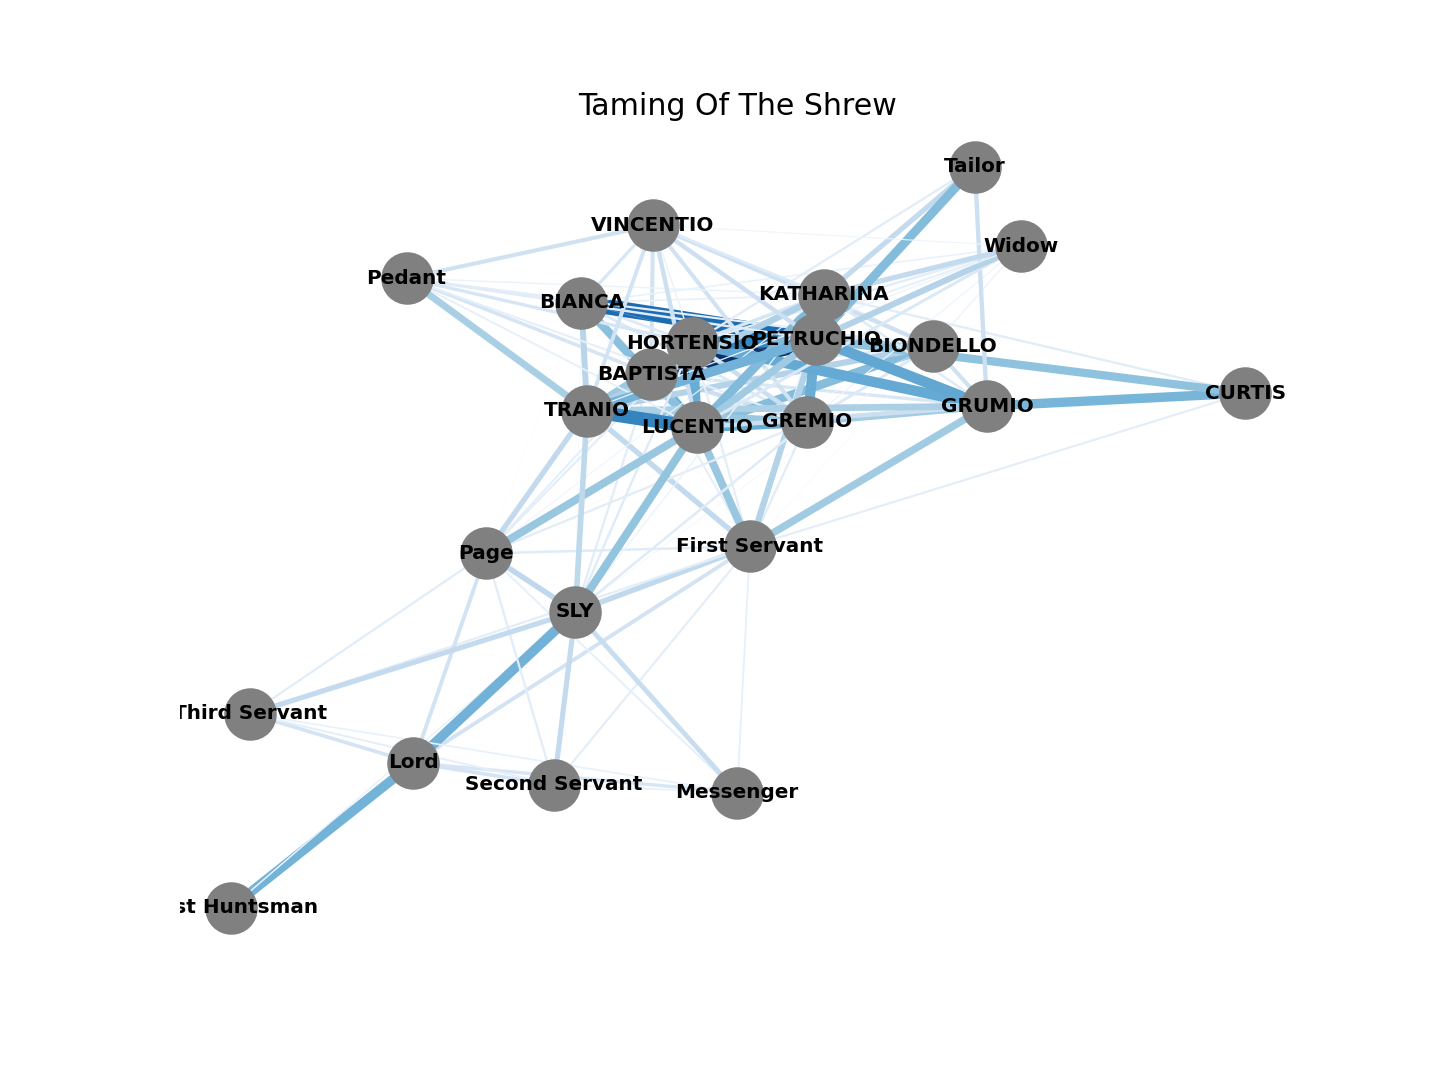 Taming Of The Shrew
Tailor
VINCENTIO
Widow
Pedant
KATHARINA
BIANCA
HORTENSIO
PETRUCHIO
BIONDELLO
BAPTISTA
CURTIS
TRANIO
GRUMIO
GREMIO
LUCENTIO
First Servant
Page
SLY
Third Servant
Lord
Second Servant
Messenger
st Huntsman